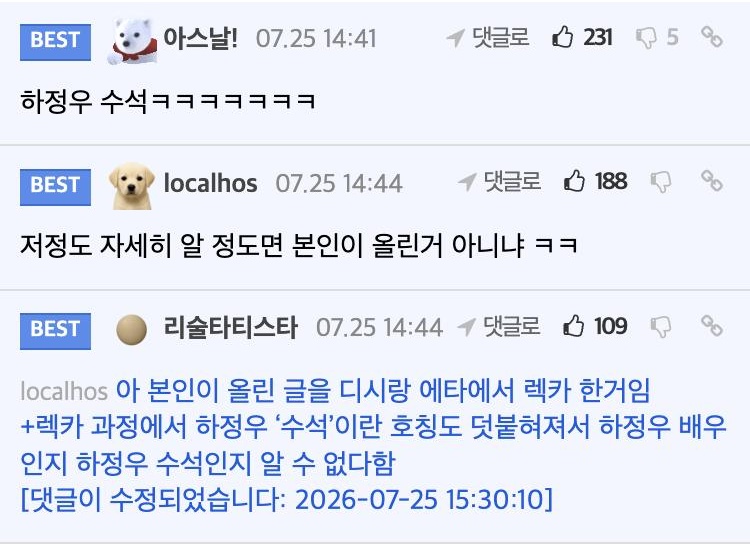 BEST 아스날! 07.25 14:41 댓글로 231 5
하정우 수석ㅋㅋㅋㅋㅋㅋㅋ
BEST localhos 07.25 14:44 댓글로 188
저정도 자세히 알 정도면 본인이 올린거 아니냐 ㅋㅋ
BEST 리술타티스타 07.25 14:44 댓글로 109
localhos 아 본인이 올린 글을 디시랑 에타에서 렉카 한거임
+렉카 과정에서 하정우 ‘수석’이란 호칭도 덧붙혀져서 하정우 배우
인지 하정우 수석인지 알 수 없다함
[댓글이 수정되었습니다: 2026-07-25 15:30:10]